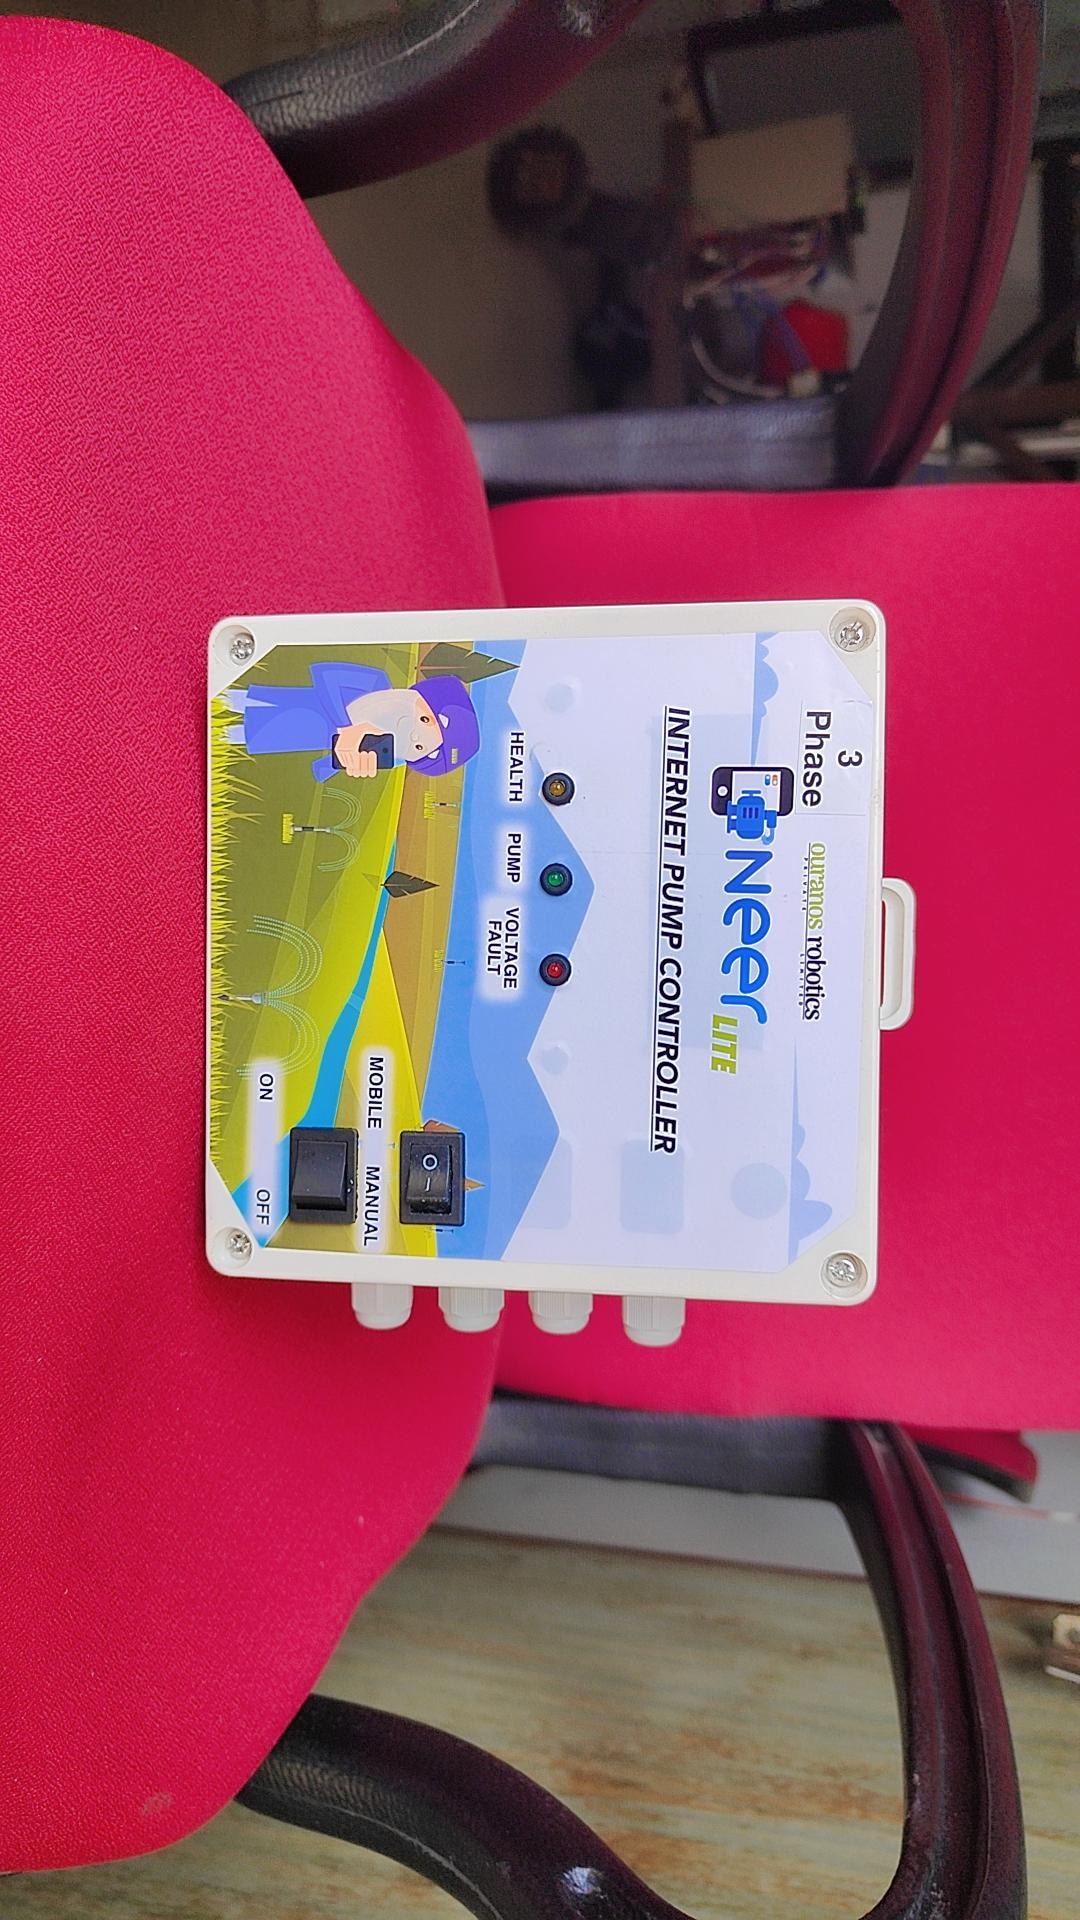 3
Phase
ouranos robotics
PRIVATE LIMITED
Neer LITE
INTERNET PUMP CONTROLLER
HEALTH PUMP VOLTAGE
FAULT
MOBILE MANUAL
ON OFF